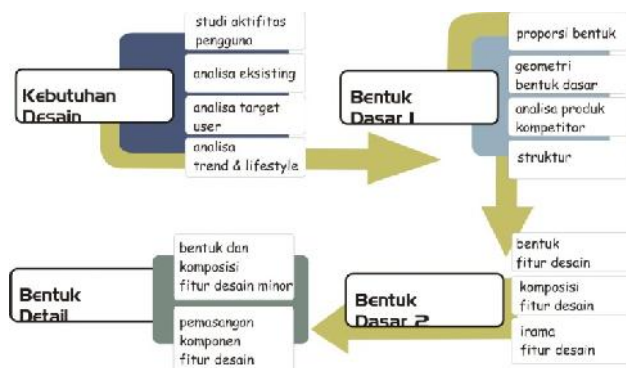 Kebutuhan
Desain
studi aktifitas
pengguna
analisa eksisting
analisa target
user
analisa
trend & lifestyle
Bentuk
Dasar 1
proporsi bentuk
geometri
bentuk dasar
analisa produk
kompetitor
struktur
Bentuk
Dasar 2
bentuk
fitur desain
komposisi
fitur desain
irama
fitur desain
Bentuk
Detail
bentuk dan
komposisi
fitur desain minor
pemasangan
komponen
fitur desain